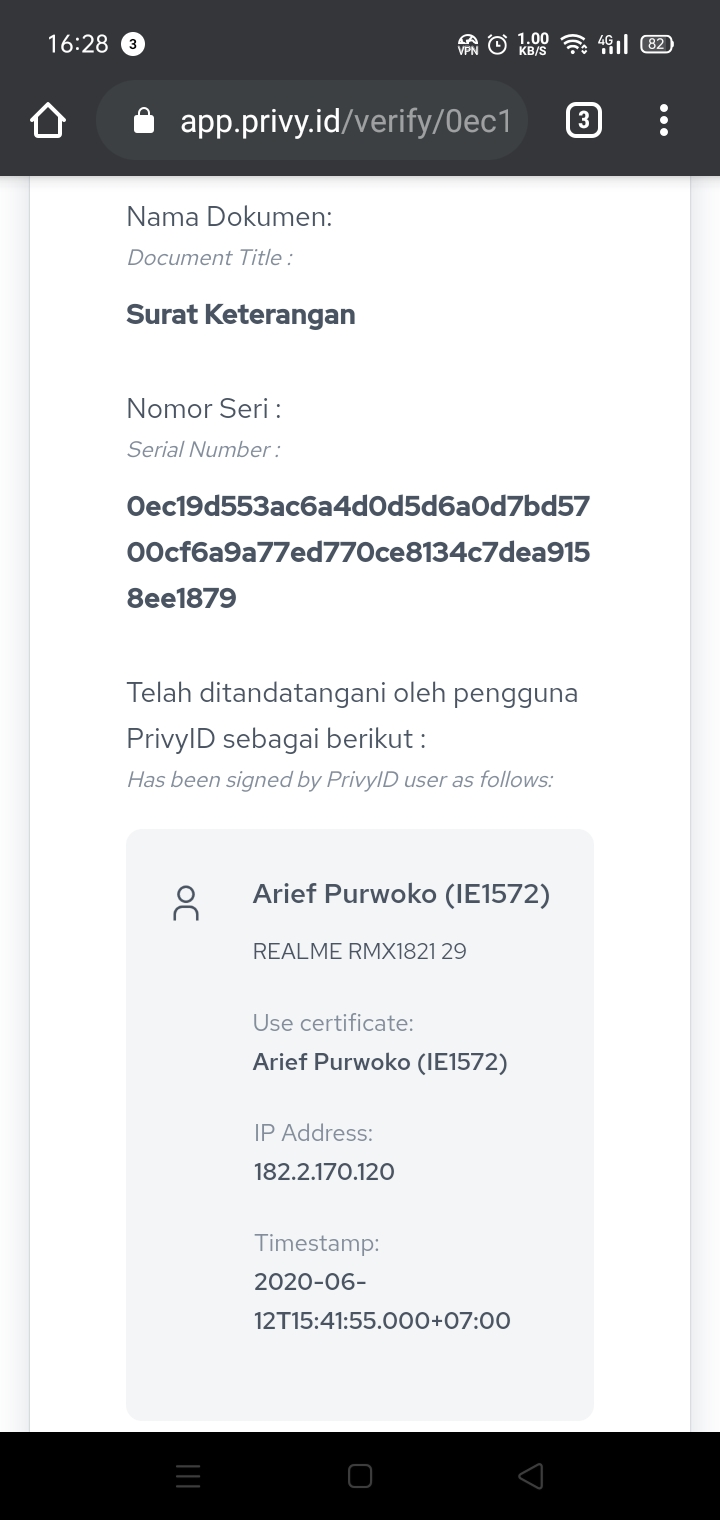 16:28 3 VPN 1.00 KB/S 4G 82
app.privy.id/verify/0ec1 3
Nama Dokumen:
Document Title :
Surat Keterangan
Nomor Seri :
Serial Number :
0ec19d553ac6a4d0d5d6a0d7bd57
00cf6a9a77ed770ce8134c7dea915
8ee1879
Telah ditandatangani oleh pengguna
PrivyID sebagai berikut :
Has been signed by PrivyID user as follows:
Arief Purwoko (IE1572)
REALME RMX1821 29
Use certificate:
Arief Purwoko (IE1572)
IP Address:
182.2.170.120
Timestamp:
2020-06-
12T15:41:55.000+07:00